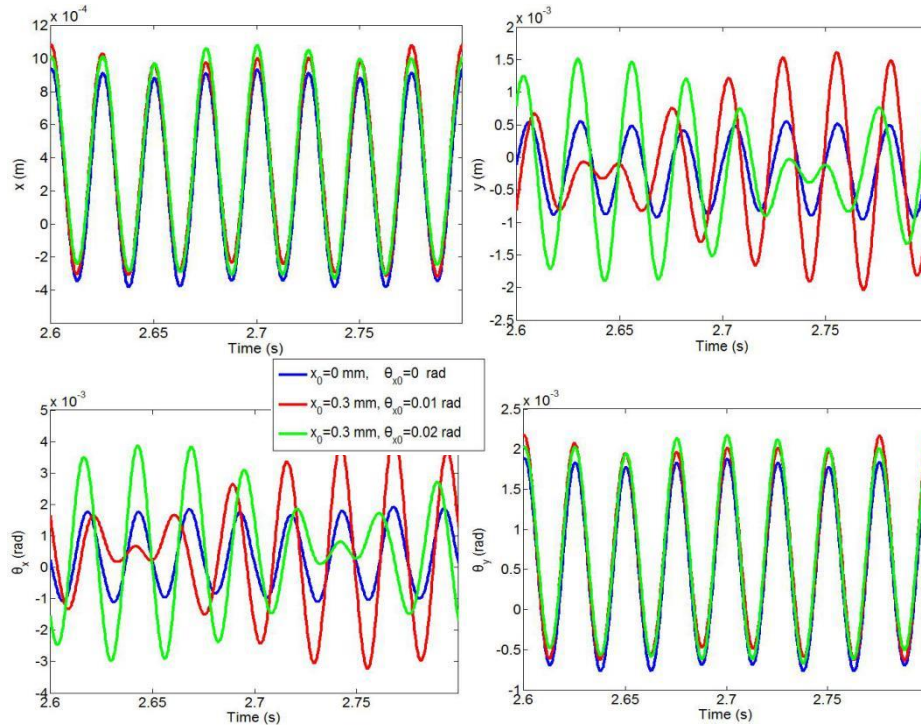 x 10⁻⁴
12
10
8
6
4
2
0
-2
-4
x (m)
2.6 2.65 2.7 2.75
Time (s)
x 10⁻³
2.5
2
1.5
1
0.5
0
-0.5
-1
-1.5
-2
-2.5
y (m)
2.6 2.65 2.7 2.75
Time (s)
x₀=0 mm, θₓ₀=0 rad
x₀=0.3 mm, θₓ₀=0.01 rad
x₀=0.3 mm, θₓ₀=0.02 rad
x 10⁻³
5
4
3
2
1
0
-1
-2
-3
-4
θₓ (rad)
2.6 2.65 2.7 2.75
Time (s)
x 10⁻³
2.5
2
1.5
1
0.5
0
-0.5
-1
θy (rad)
2.6 2.65 2.7 2.75
Time (s)